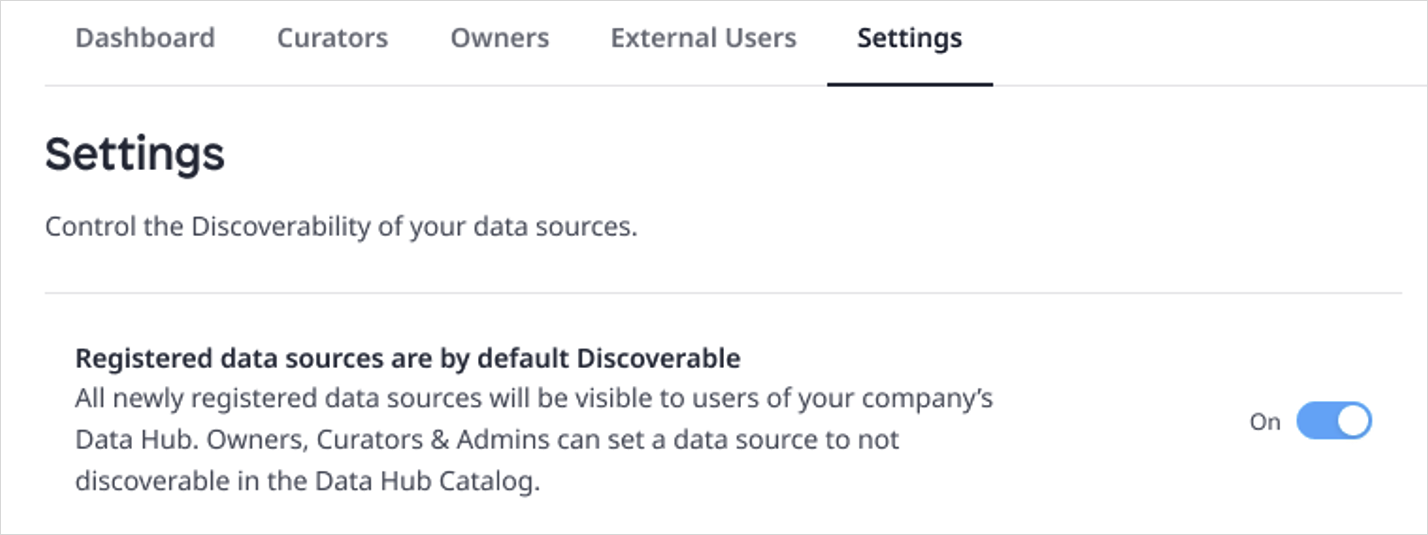 Dashboard Curators Owners External Users Settings
Settings
Control the Discoverability of your data sources.
Registered data sources are by default Discoverable
All newly registered data sources will be visible to users of your company’s
Data Hub. Owners, Curators & Admins can set a data source to not
discoverable in the Data Hub Catalog.
On